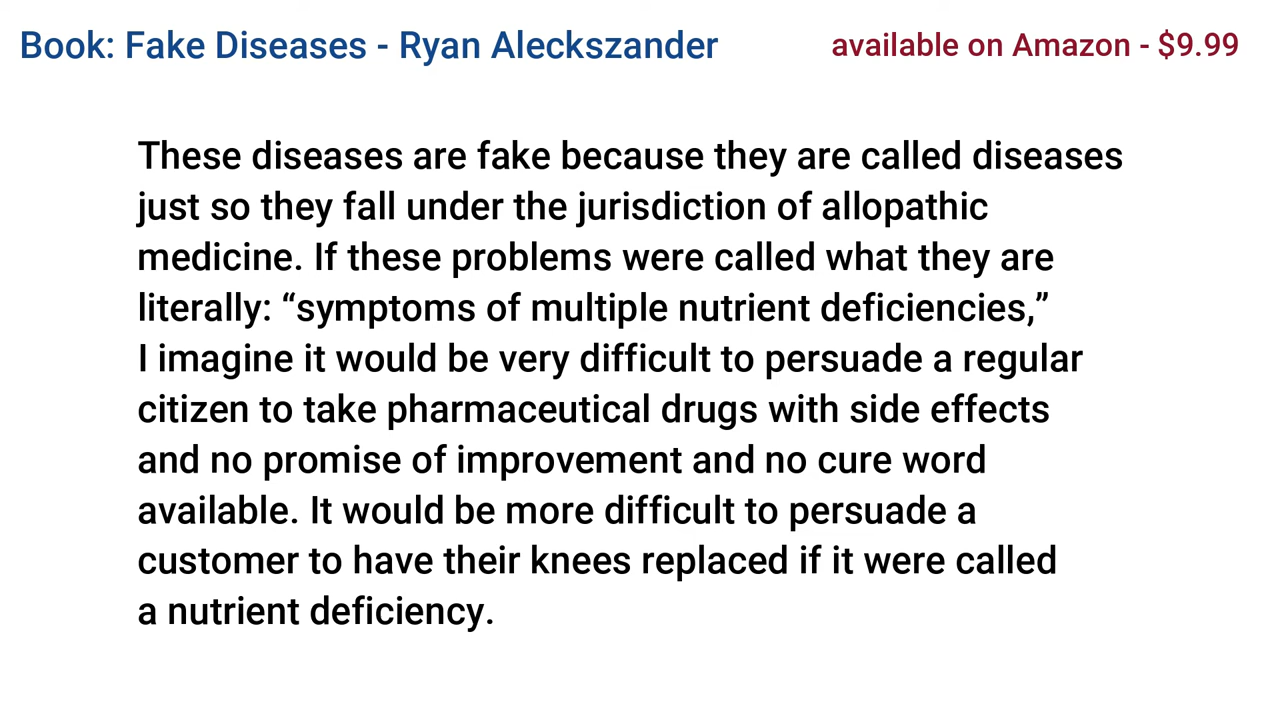 Book: Fake Diseases - Ryan Aleckszander
available on Amazon - $9.99
These diseases are fake because they are called diseases
just so they fall under the jurisdiction of allopathic
medicine. If these problems were called what they are
literally: “symptoms of multiple nutrient deficiencies,”
I imagine it would be very difficult to persuade a regular
citizen to take pharmaceutical drugs with side effects
and no promise of improvement and no cure word
available. It would be more difficult to persuade a
customer to have their knees replaced if it were called
a nutrient deficiency.